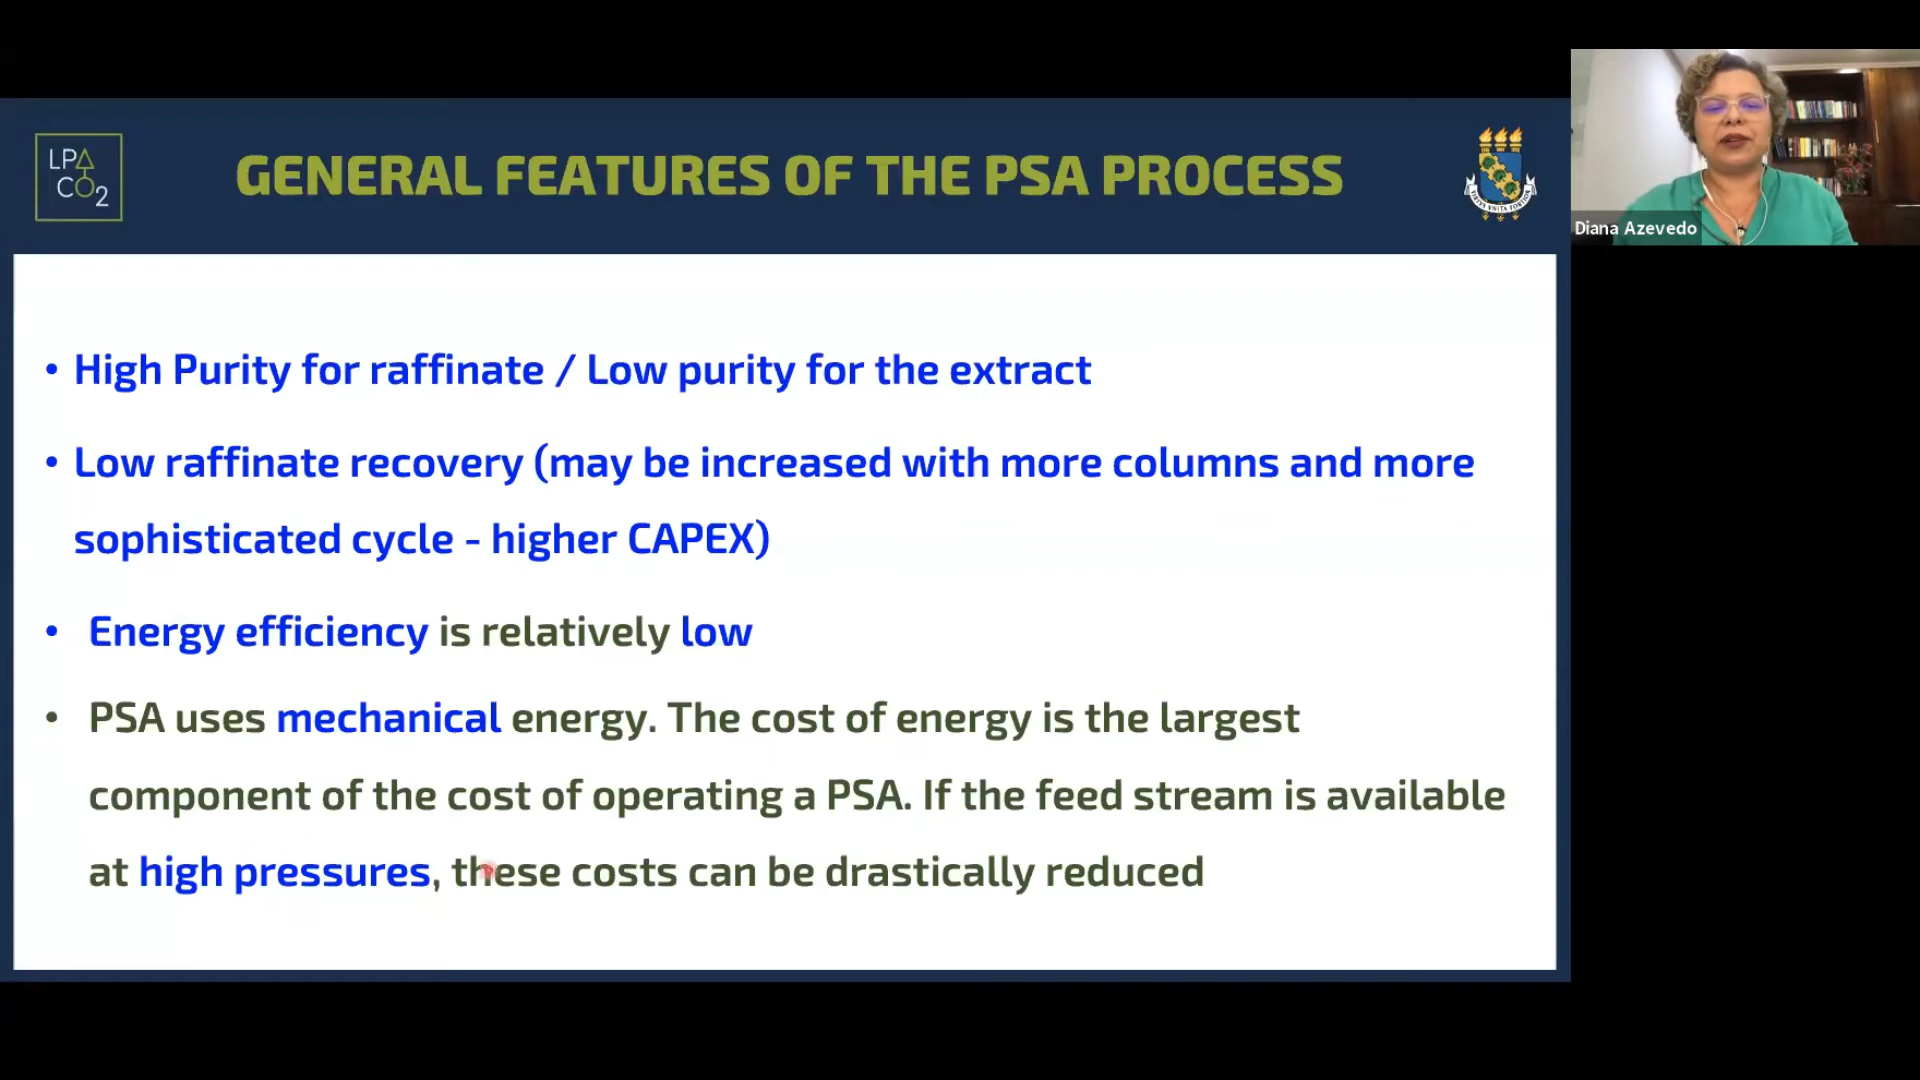 LPA
CO2
GENERAL FEATURES OF THE PSA PROCESS
VIRTUS UNITA FORTIOR
Diana Azevedo
• High Purity for raffinate / Low purity for the extract
• Low raffinate recovery (may be increased with more columns and more
sophisticated cycle - higher CAPEX)
• Energy efficiency is relatively low
• PSA uses mechanical energy. The cost of energy is the largest
component of the cost of operating a PSA. If the feed stream is available
at high pressures, these costs can be drastically reduced